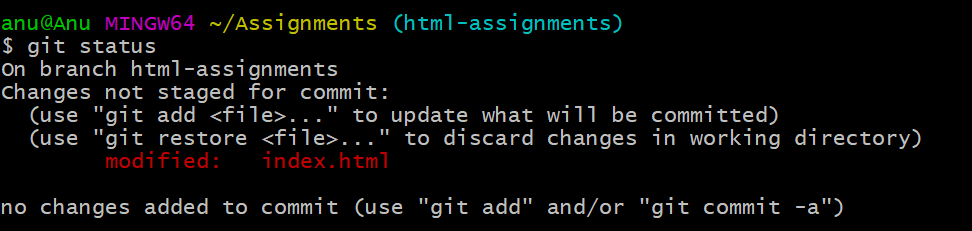 anu@Anu MINGW64 ~/Assignments (html-assignments)
$ git status
On branch html-assignments
Changes not staged for commit:
  (use "git add <file>..." to update what will be committed)
  (use "git restore <file>..." to discard changes in working directory)
        modified:   index.html

no changes added to commit (use "git add" and/or "git commit -a")